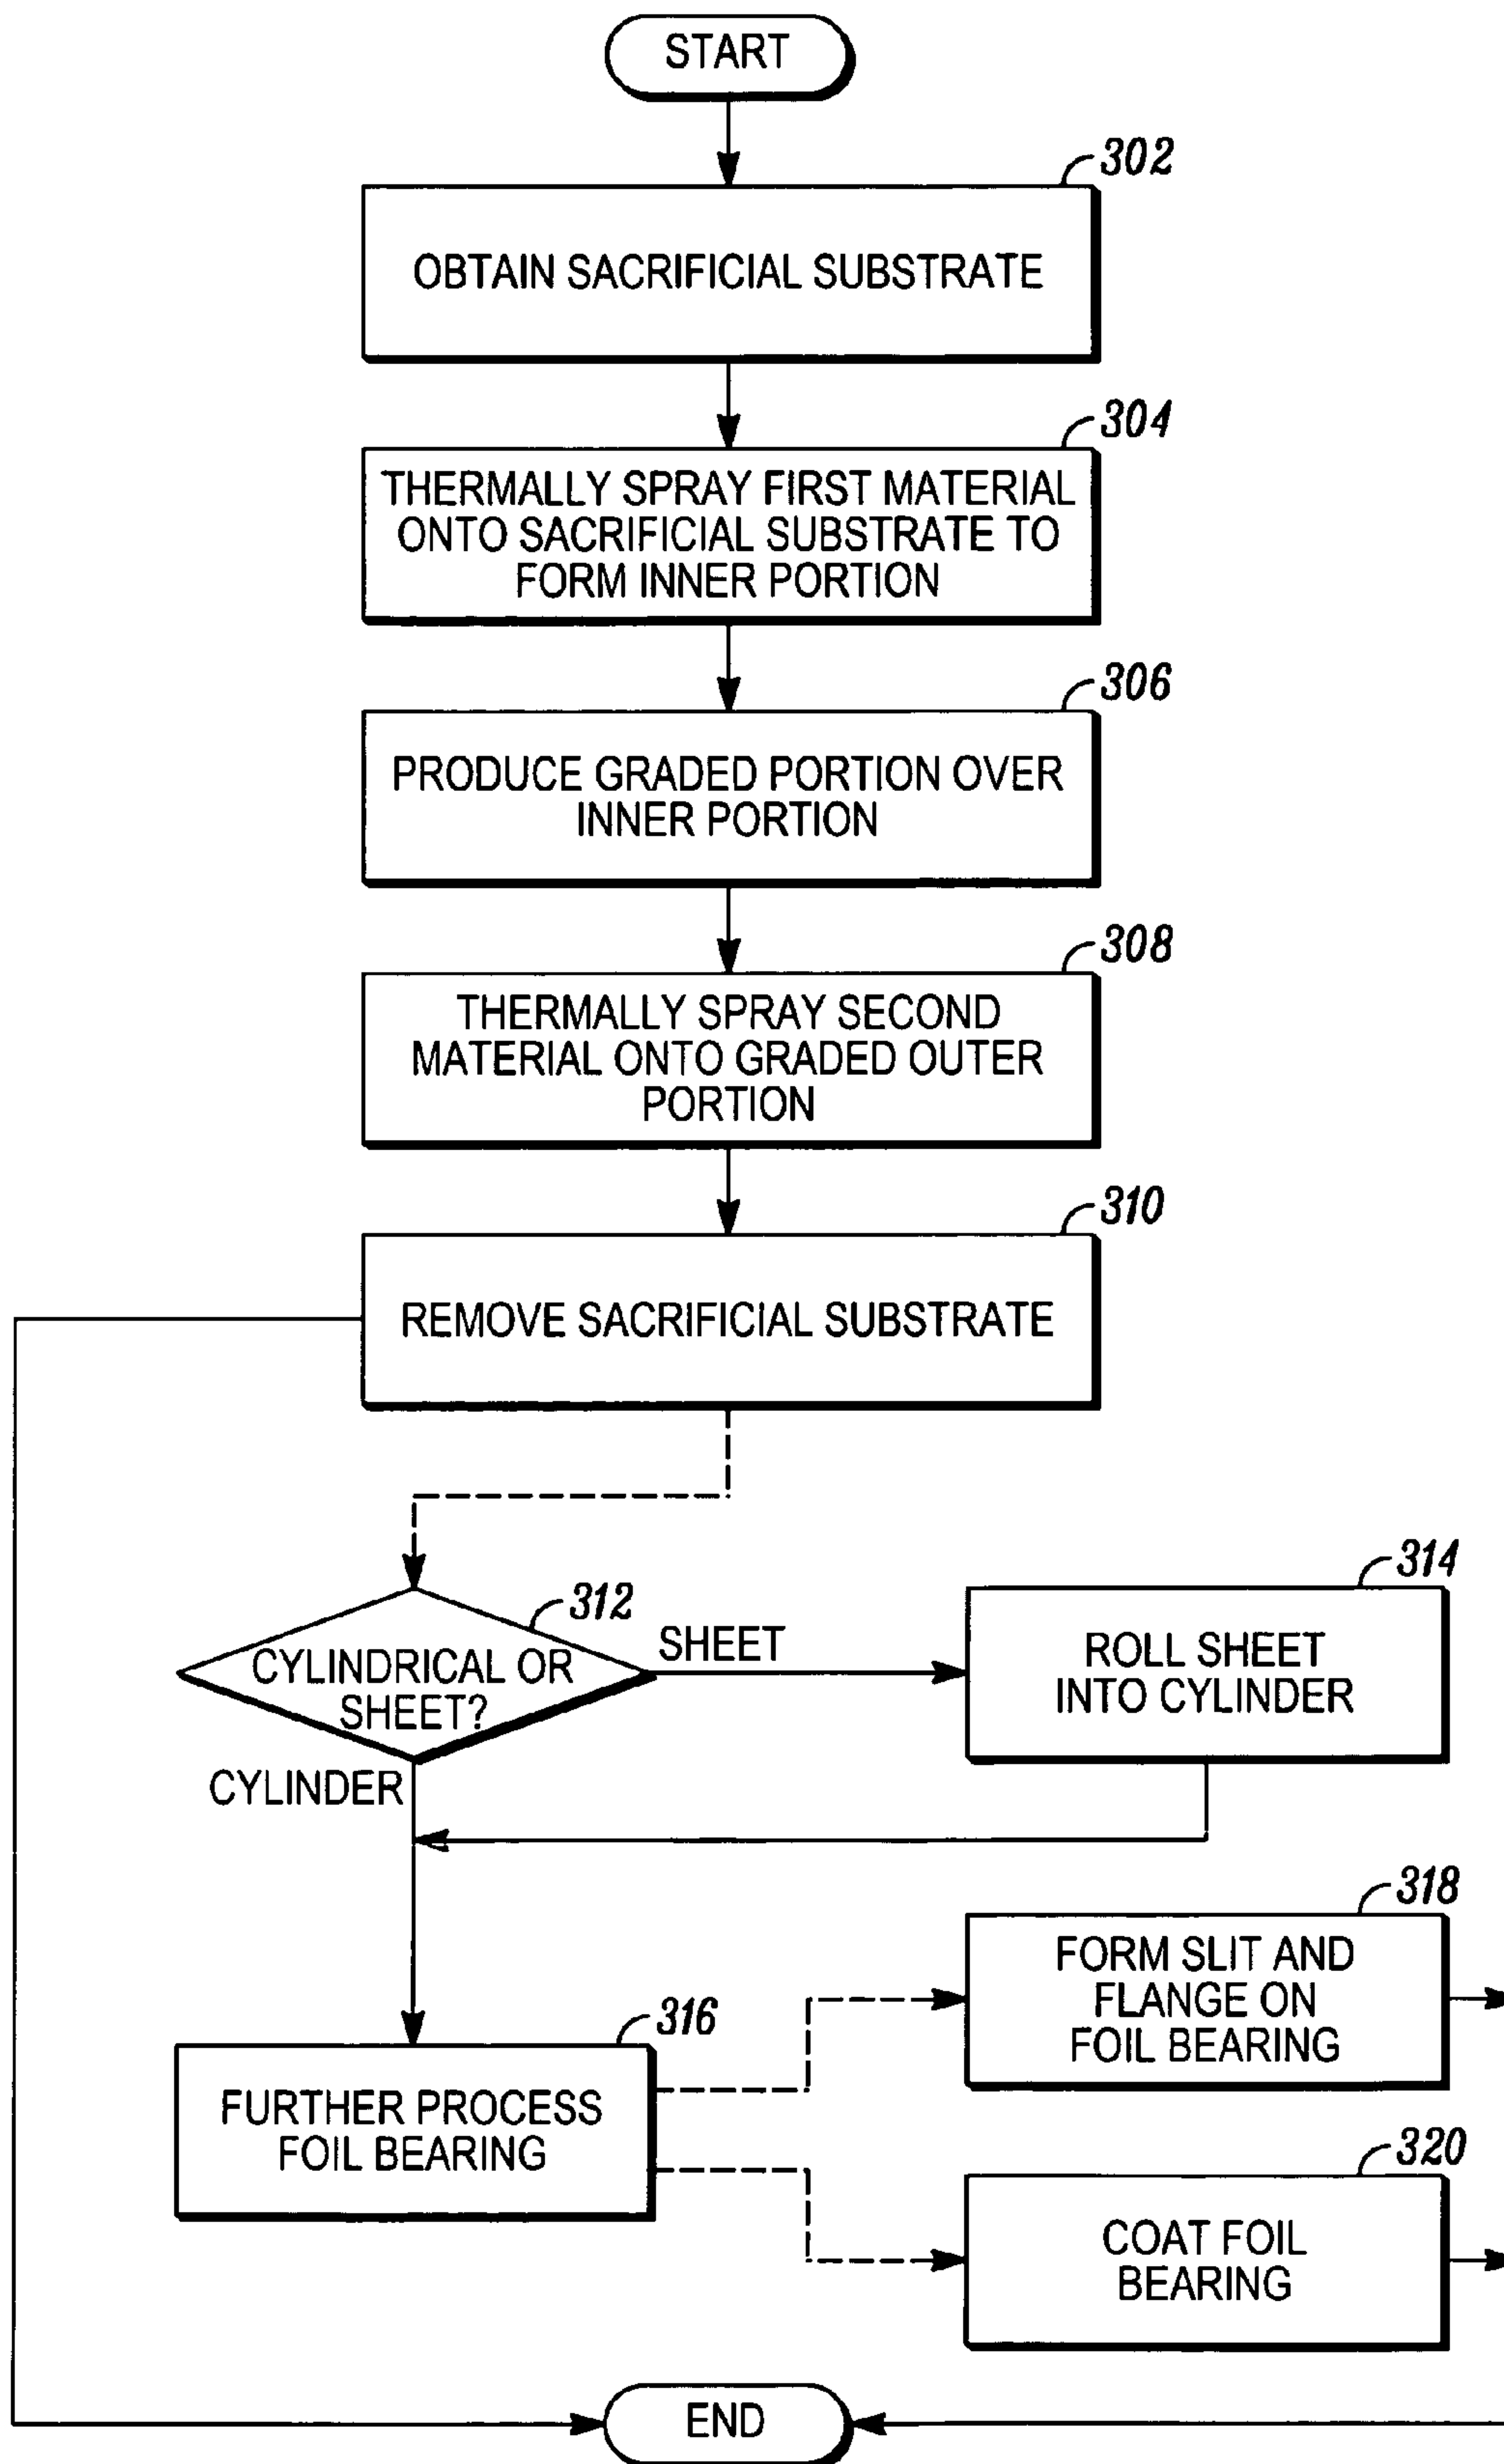 START
302
OBTAIN SACRIFICIAL SUBSTRATE
304
THERMALLY SPRAY FIRST MATERIAL
ONTO SACRIFICIAL SUBSTRATE TO
FORM INNER PORTION
306
PRODUCE GRADED PORTION OVER
INNER PORTION
308
THERMALLY SPRAY SECOND
MATERIAL ONTO GRADED OUTER
PORTION
310
REMOVE SACRIFICIAL SUBSTRATE
312
CYLINDRICAL OR
SHEET?
SHEET
314
ROLL SHEET
INTO CYLINDER
CYLINDER
316
FURTHER PROCESS
FOIL BEARING
318
FORM SLIT AND
FLANGE ON
FOIL BEARING
320
COAT FOIL
BEARING
END